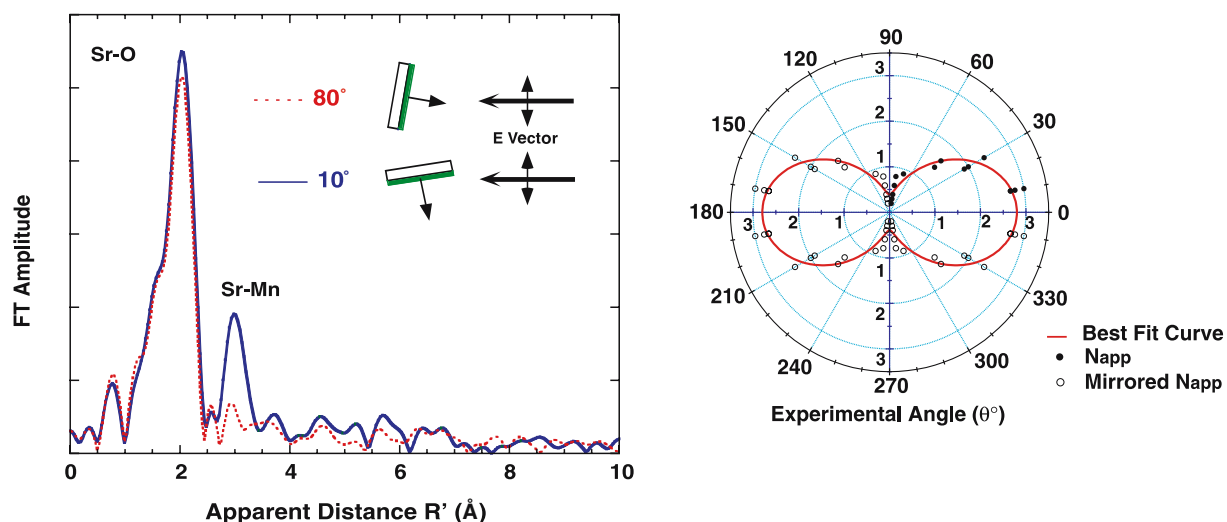 Sr-O
80°
E Vector
10°
Sr-Mn
FT Amplitude
0 2 4 6 8 10
Apparent Distance R' (Å)
90
120 60
150 30
180 0
210 330
240 300
270
3
2
1
3 2 1 1 2 3
1
2
3
Best Fit Curve
Napp
Mirrored Napp
Experimental Angle (θ°)